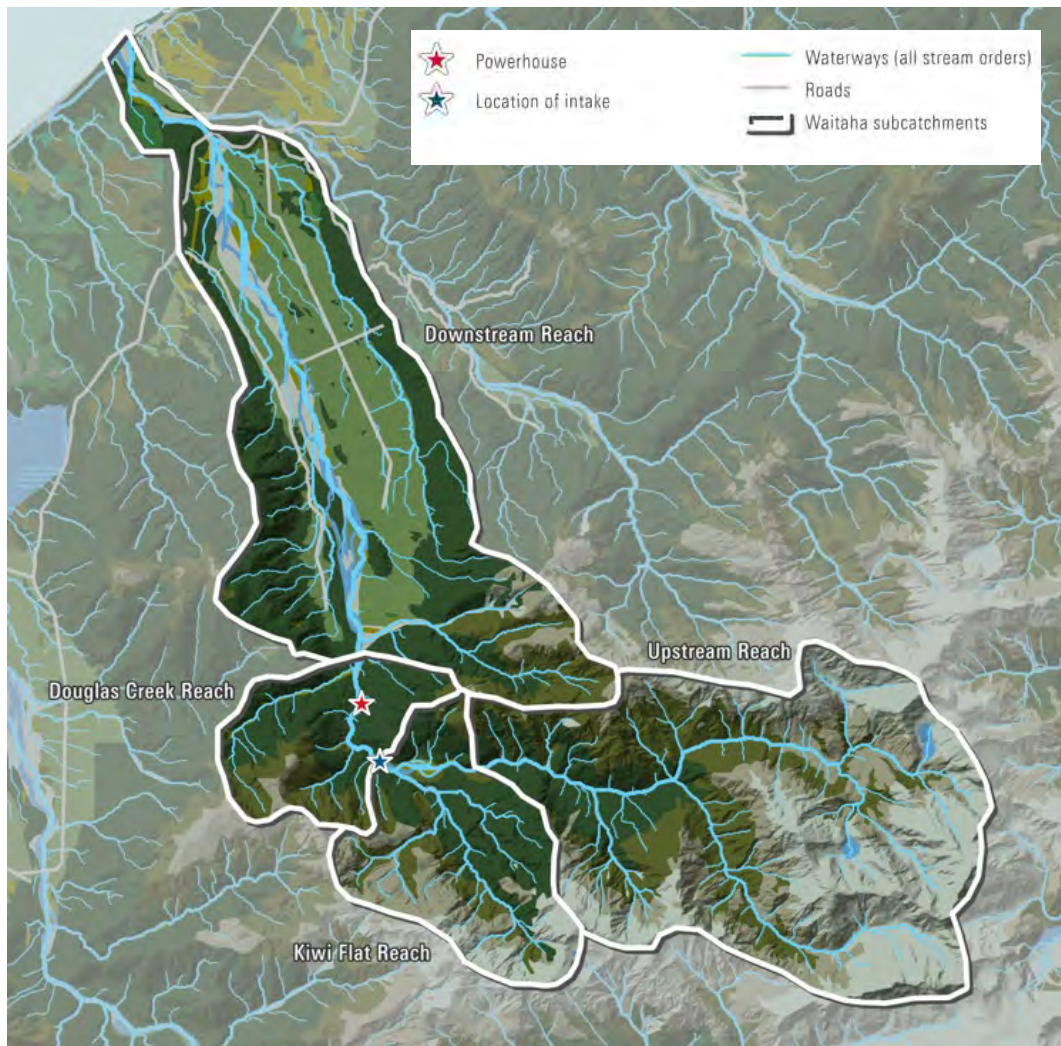 Powerhouse
Location of intake
Waterways (all stream orders)
Roads
Waitaha subcatchments
Downstream Reach
Upstream Reach
Douglas Creek Reach
Kiwi Flat Reach